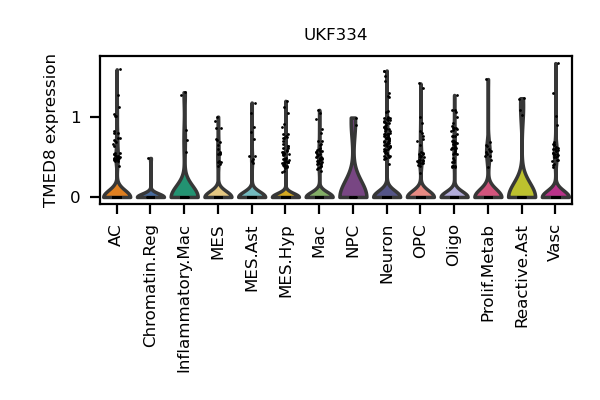 UKF334
TMED8 expression
1
0
AC
Chromatin.Reg
Inflammatory.Mac
MES
MES.Ast
MES.Hyp
Mac
NPC
Neuron
OPC
Oligo
Prolif.Metab
Reactive.Ast
Vasc